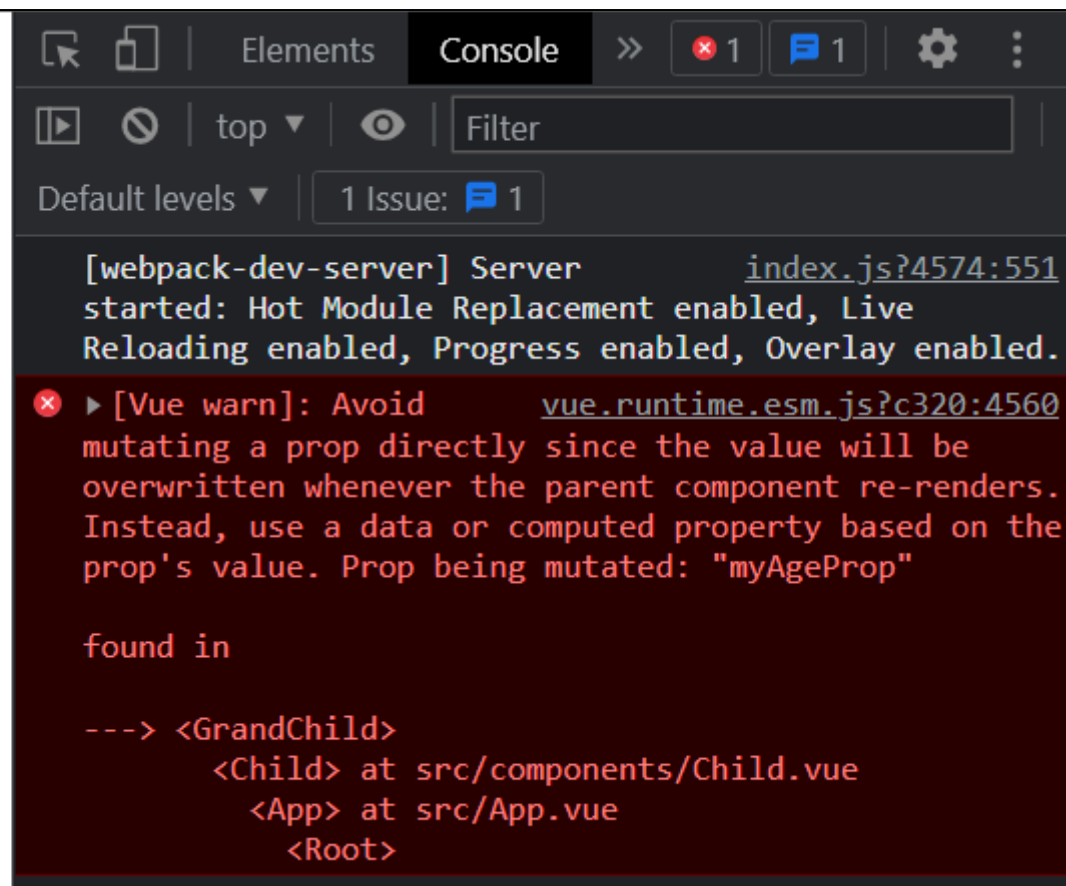 Elements Console » 1 1
top ▼ Filter
Default levels ▼ 1 Issue: 1
[webpack-dev-server] Server index.js?4574:551
started: Hot Module Replacement enabled, Live
Reloading enabled, Progress enabled, Overlay enabled.
▶[Vue warn]: Avoid vue.runtime.esm.js?c320:4560
mutating a prop directly since the value will be
overwritten whenever the parent component re-renders.
Instead, use a data or computed property based on the
prop's value. Prop being mutated: "myAgeProp"
found in
---> <GrandChild>
<Child> at src/components/Child.vue
<App> at src/App.vue
<Root>